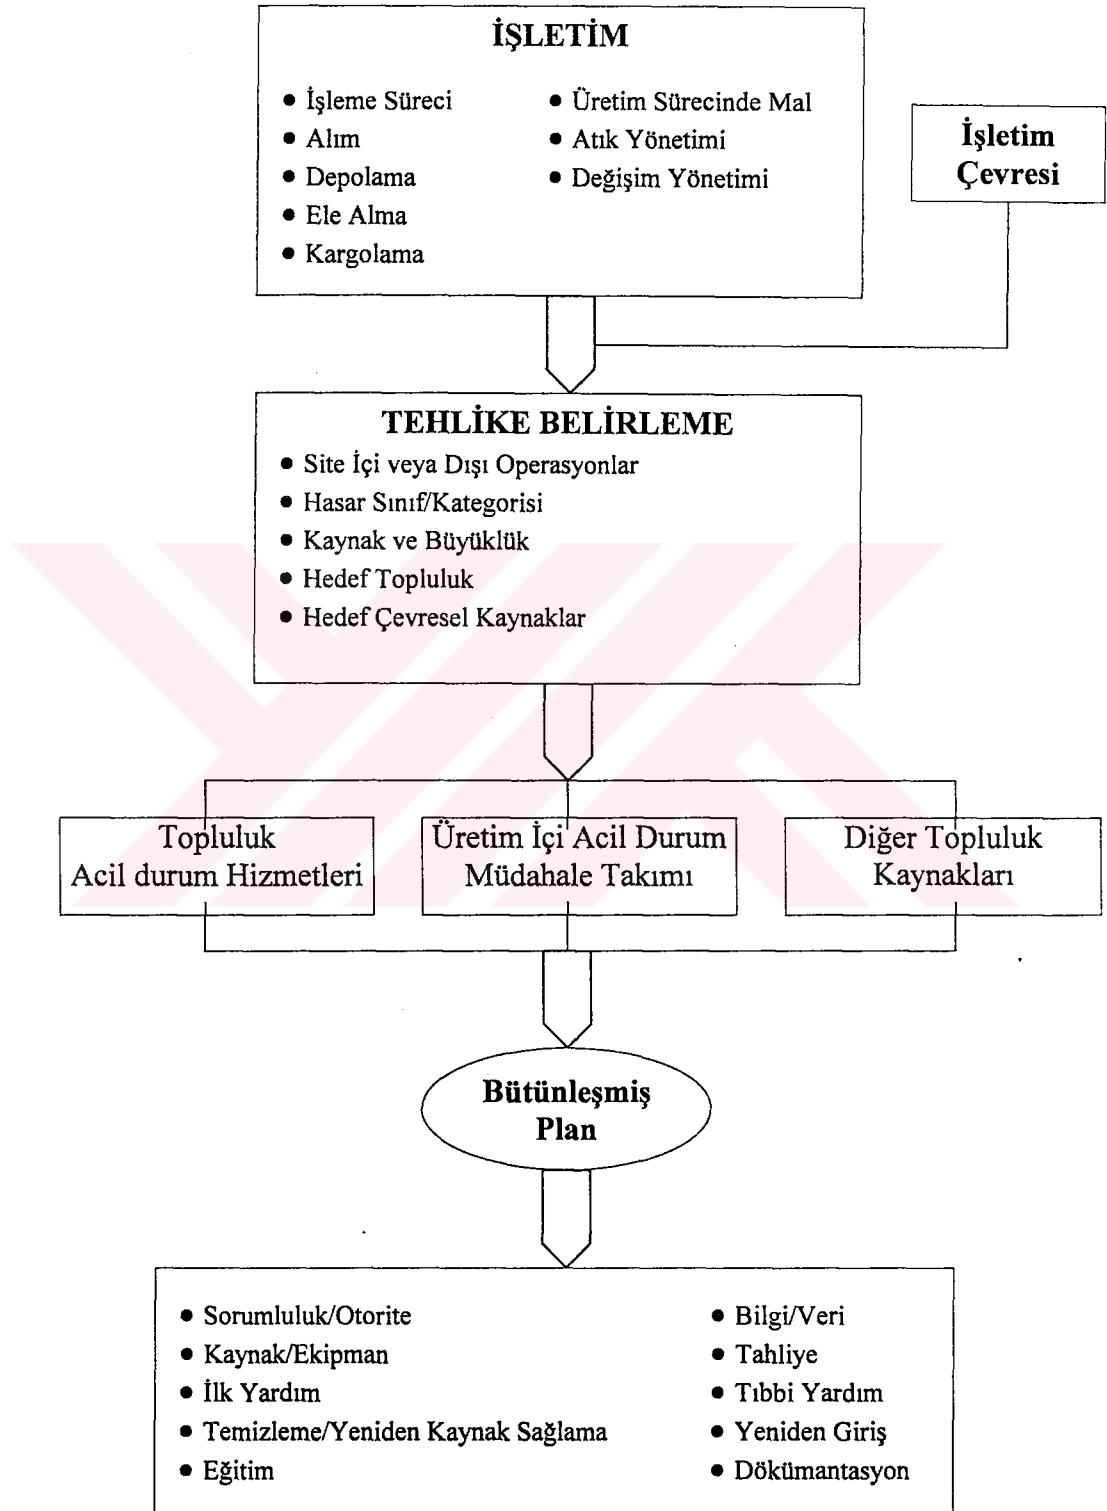 İŞLETİM
● İşleme Süreci
● Alım
● Depolama
● Ele Alma
● Kargolama
● Üretim Sürecinde Mal
● Atık Yönetimi
● Değişim Yönetimi
İşletim
Çevresi
TEHLİKE BELİRLEME
● Site İçi veya Dışı Operasyonlar
● Hasar Sınıf/Kategorisi
● Kaynak ve Büyüklük
● Hedef Topluluk
● Hedef Çevresel Kaynaklar
Topluluk
Acil durum Hizmetleri
Üretim İçi Acil Durum
Müdahale Takımı
Diğer Topluluk
Kaynakları
Bütünleşmiş
Plan
● Sorumluluk/Otorite
● Kaynak/Ekipman
● İlk Yardım
● Temizleme/Yeniden Kaynak Sağlama
● Eğitim
● Bilgi/Veri
● Tahliye
● Tıbbi Yardım
● Yeniden Giriş
● Dökümantasyon